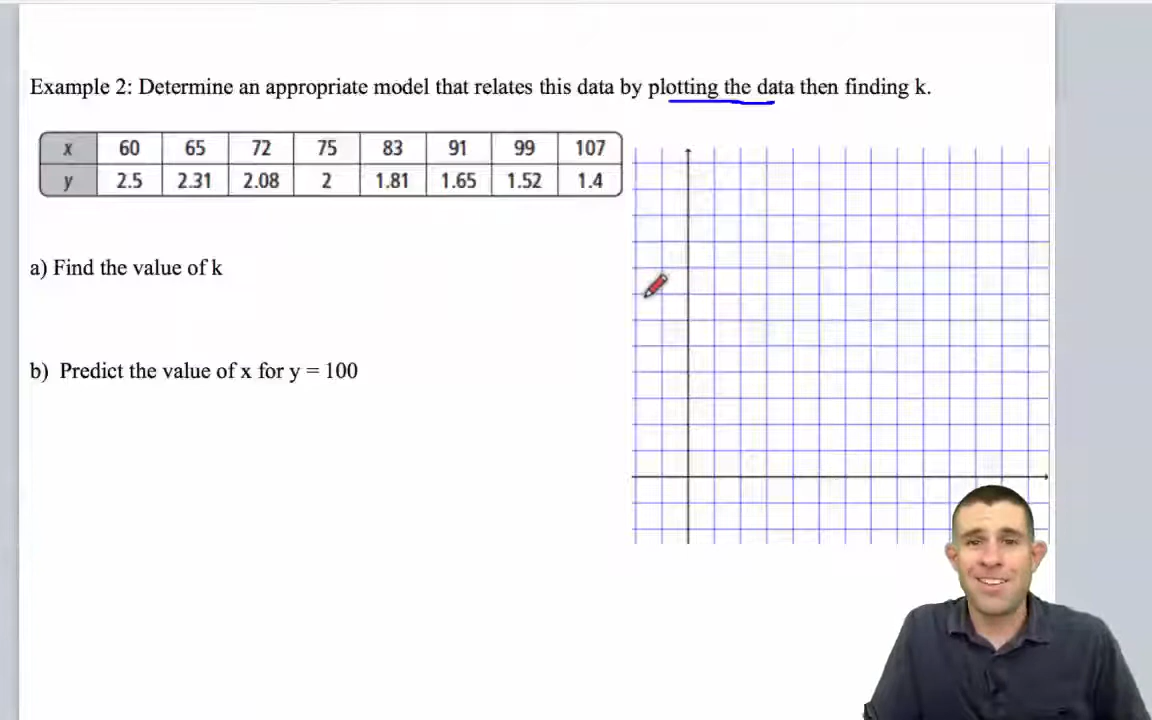 Example 2: Determine an appropriate model that relates this data by plotting the data then finding k.
x 60 65 72 75 83 91 99 107
y 2.5 2.31 2.08 2 1.81 1.65 1.52 1.4
a) Find the value of k
b) Predict the value of x for y = 100